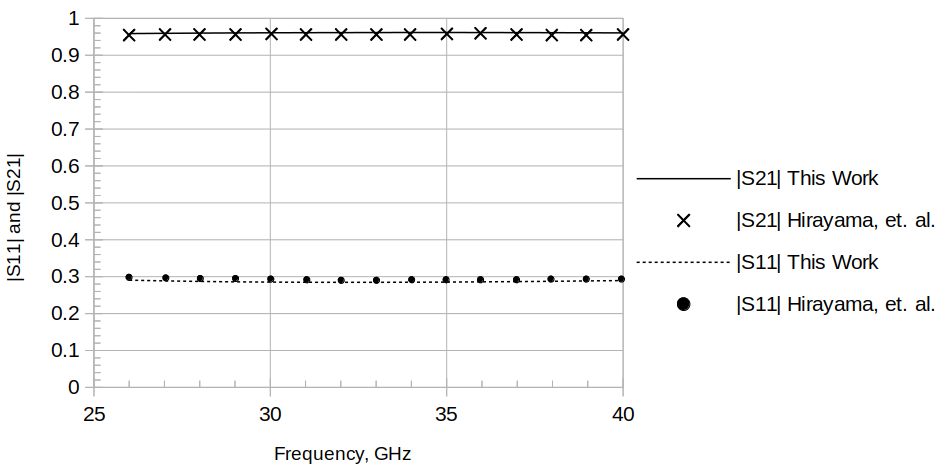 1
0.9
0.8
0.7
0.6
0.5
0.4
0.3
0.2
0.1
0
|S11| and |S21|
25 30 35 40
Frequency, GHz
|S21| This Work
|S21| Hirayama, et. al.
|S11| This Work
|S11| Hirayama, et. al.